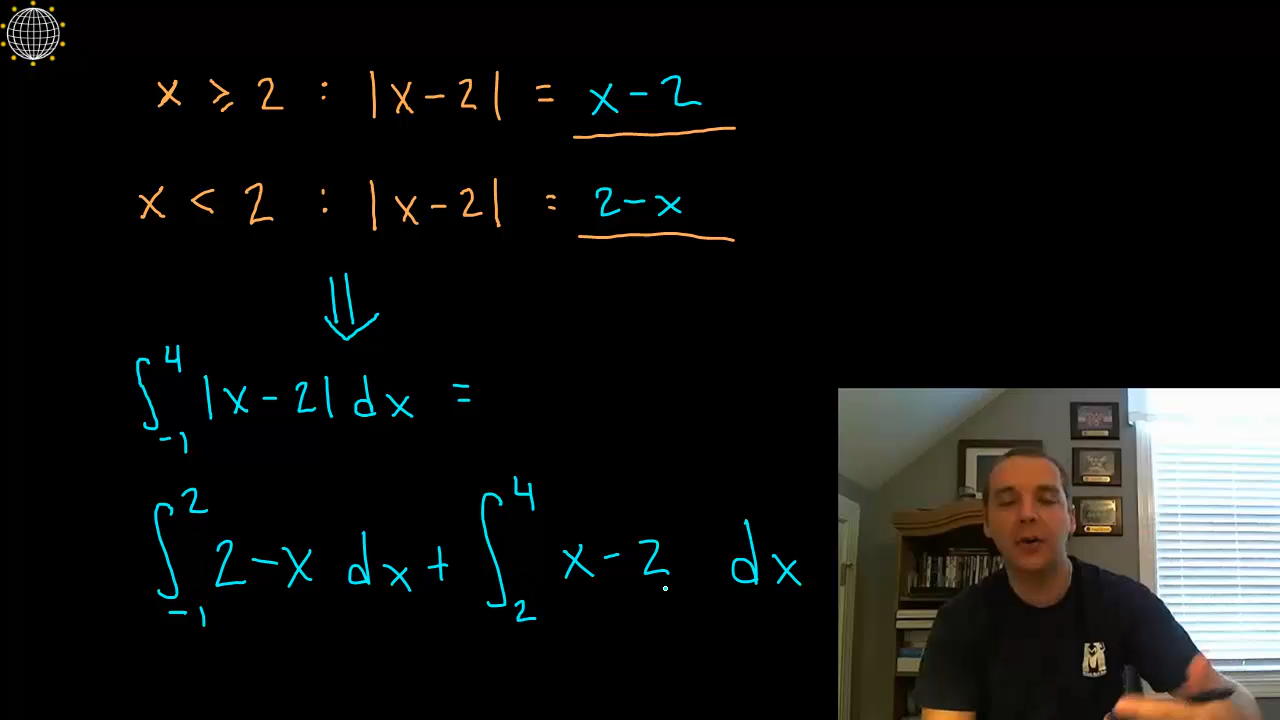 x ≥ 2 : |x-2| = x-2
x < 2 : |x-2| = 2-x
⇓
∫_{-1}^{4} |x-2| dx =
∫_{-1}^{2} 2-x dx + ∫_{2}^{4} x-2 dx